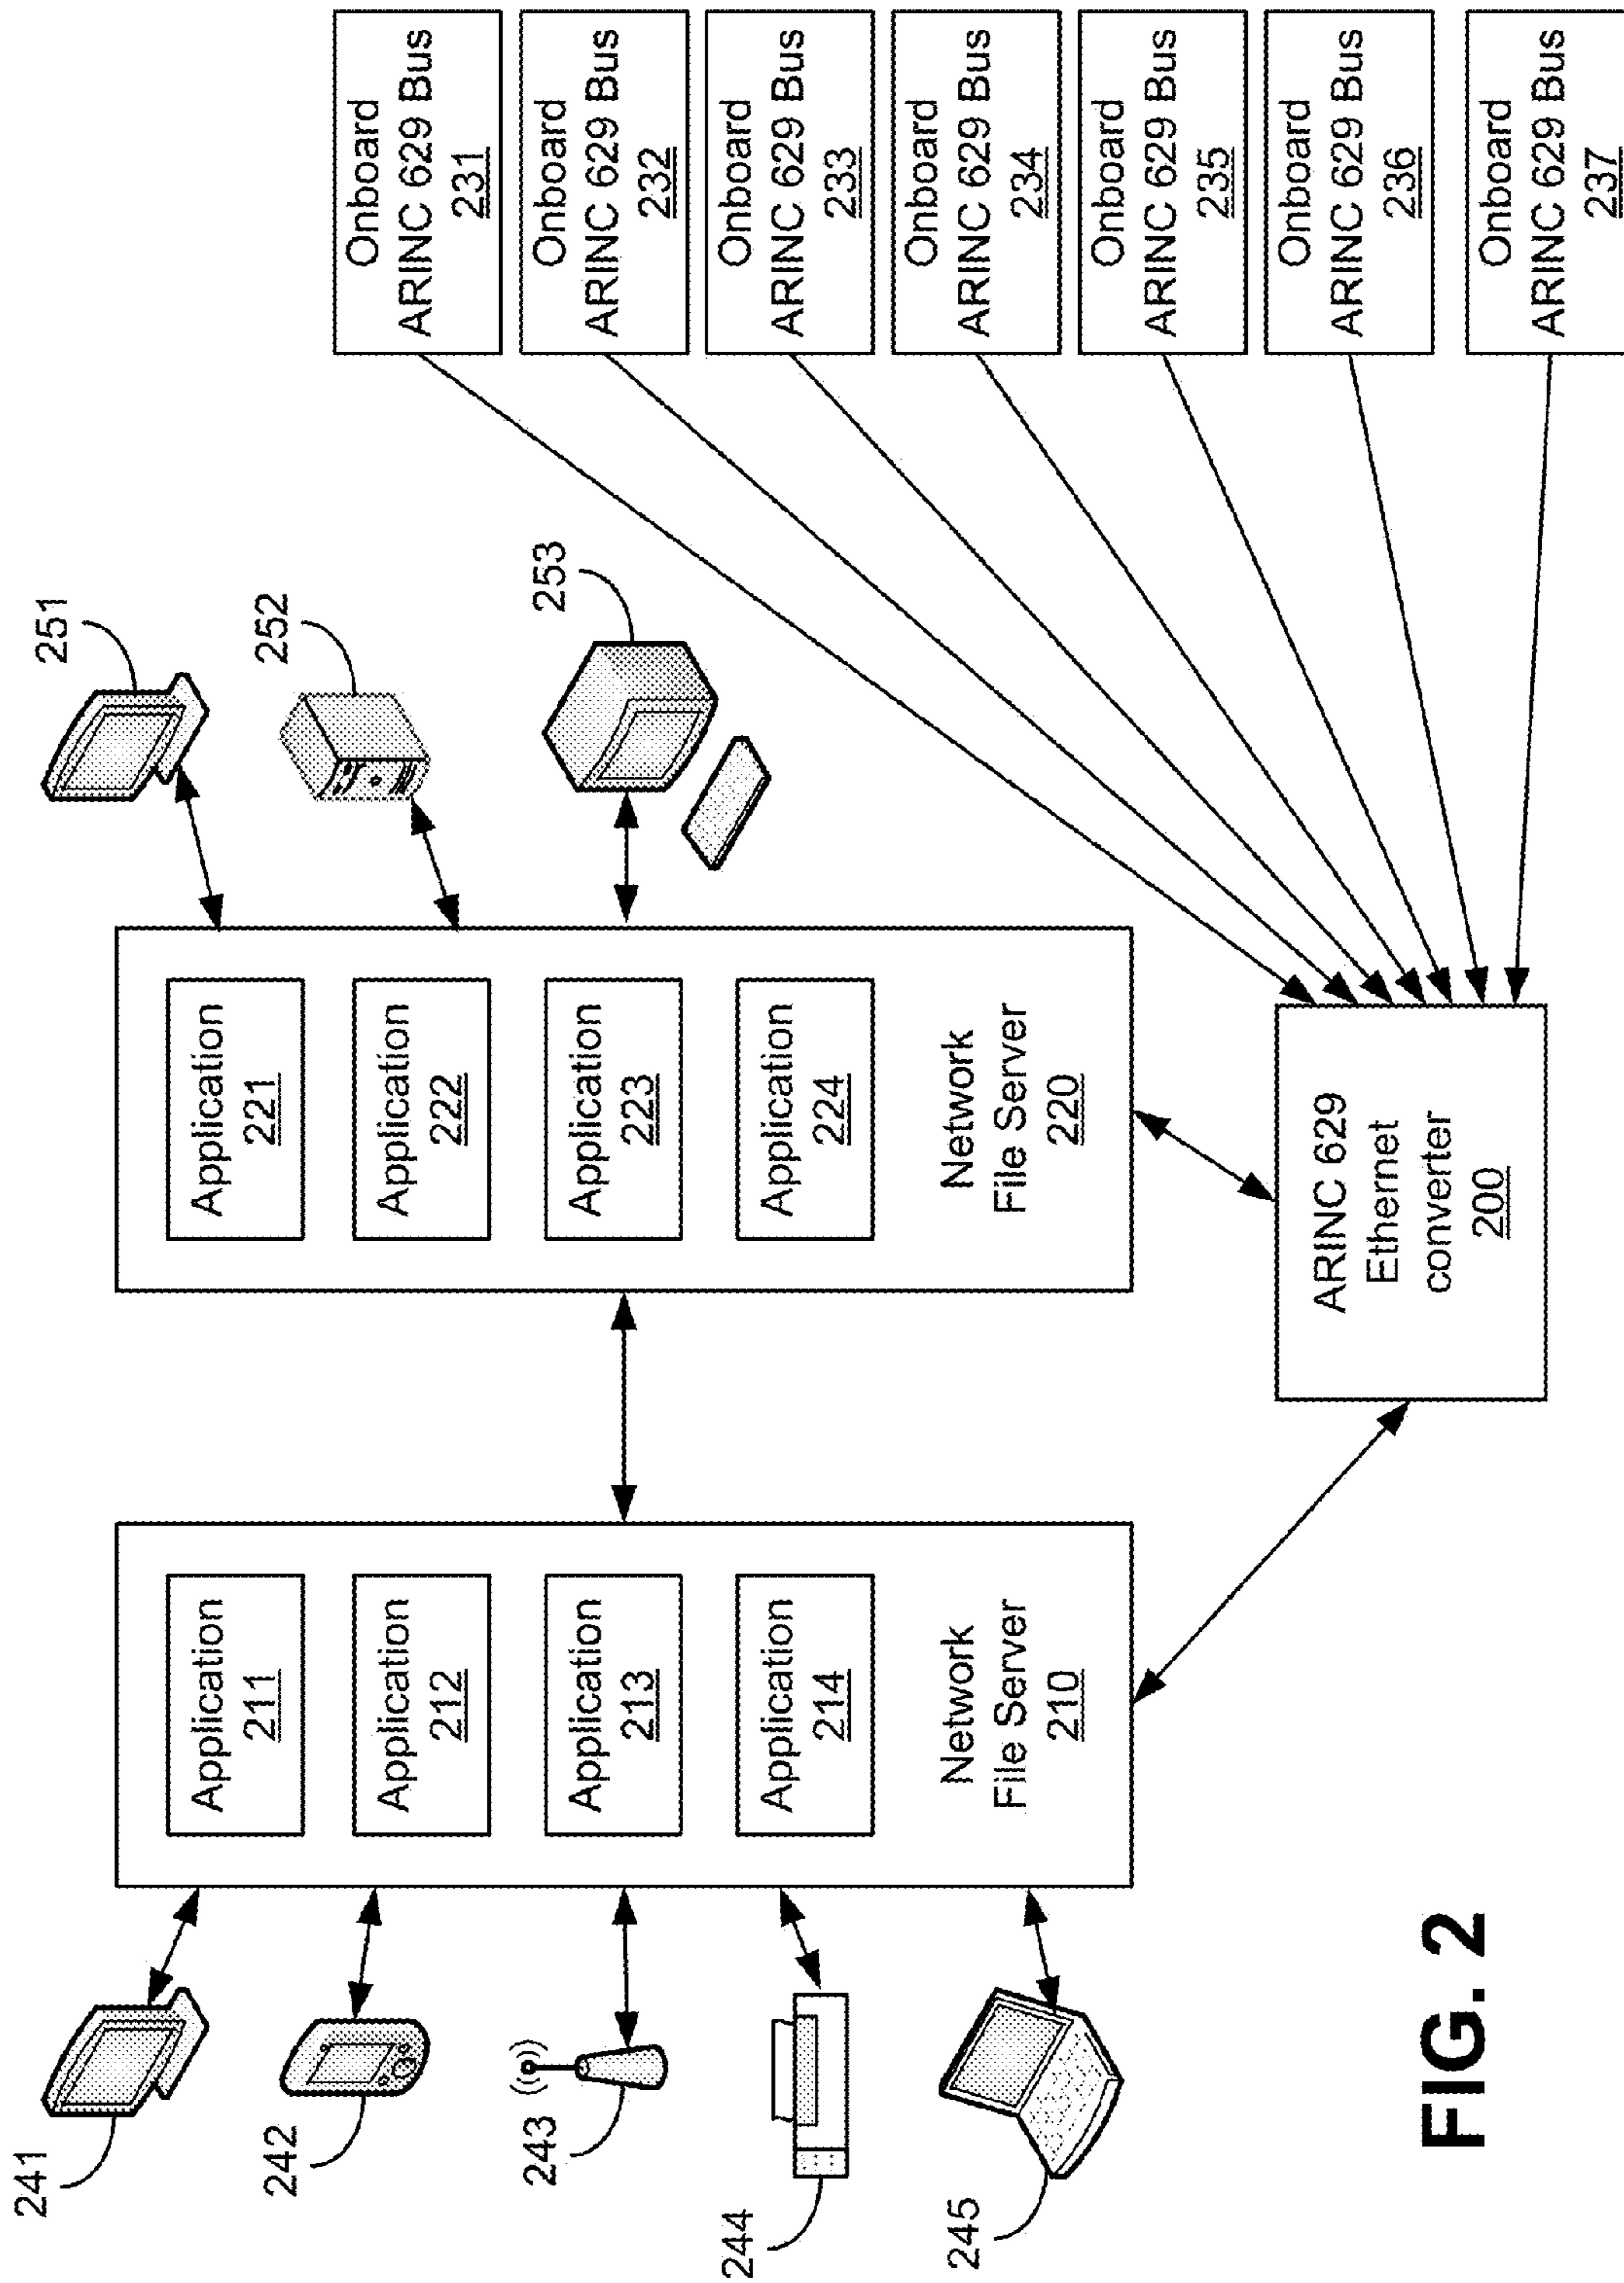 241
242
243
244
245
Application
211
Application
212
Application
213
Application
214
Network
File Server
210
Application
221
Application
222
Application
223
Application
224
Network
File Server
220
251
252
253
ARINC 629
Ethernet
converter
200
Onboard
ARINC 629 Bus
231
Onboard
ARINC 629 Bus
232
Onboard
ARINC 629 Bus
233
Onboard
ARINC 629 Bus
234
Onboard
ARINC 629 Bus
235
Onboard
ARINC 629 Bus
236
Onboard
ARINC 629 Bus
237
FIG. 2